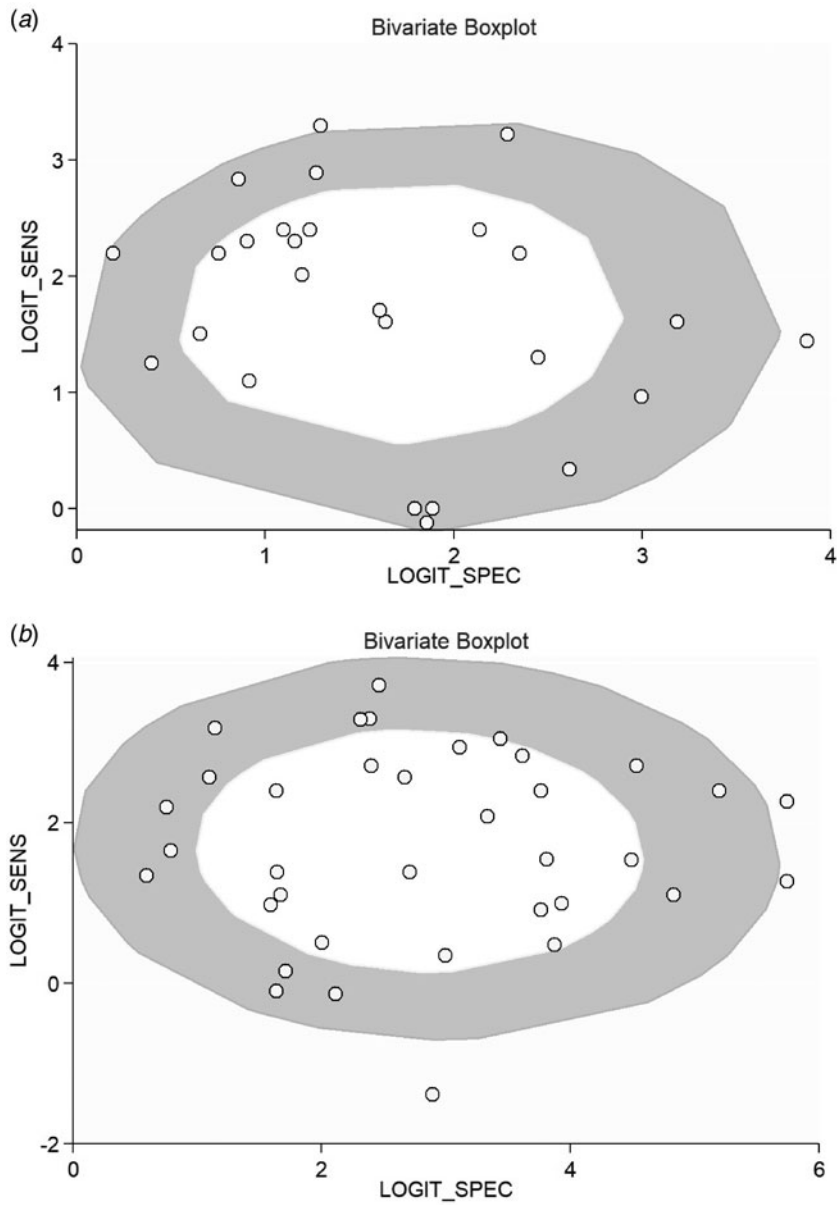 (a)
Bivariate Boxplot
4
3
2
1
0
LOGIT_SENS
0 1 2 3 4
LOGIT_SPEC
(b)
Bivariate Boxplot
4
2
0
-2
LOGIT_SENS
0 2 4 6
LOGIT_SPEC